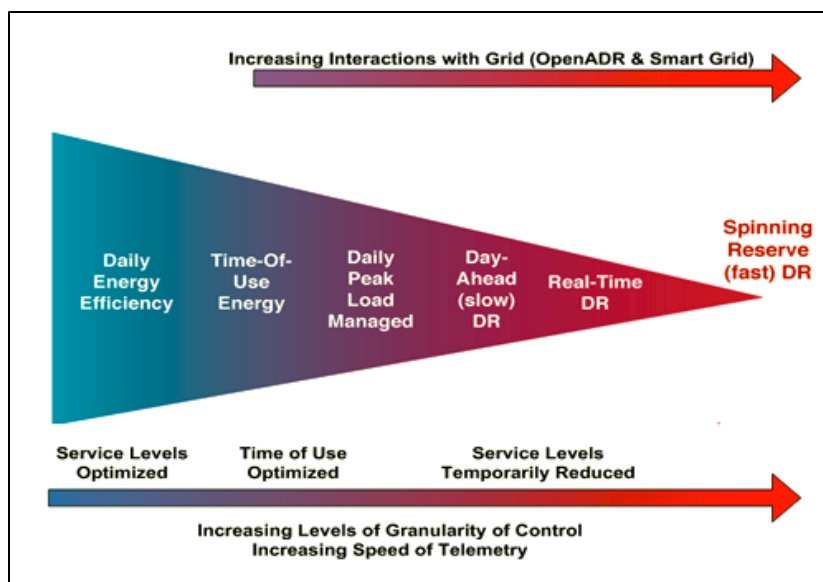 Increasing Interactions with Grid (OpenADR & Smart Grid)
Daily
Energy
Efficiency
Time-Of-
Use
Energy
Daily
Peak
Load
Managed
Day-
Ahead
(slow)
DR
Real-Time
DR
Spinning
Reserve
(fast) DR
Service Levels
Optimized
Time of Use
Optimized
Service Levels
Temporarily Reduced
Increasing Levels of Granularity of Control
Increasing Speed of Telemetry